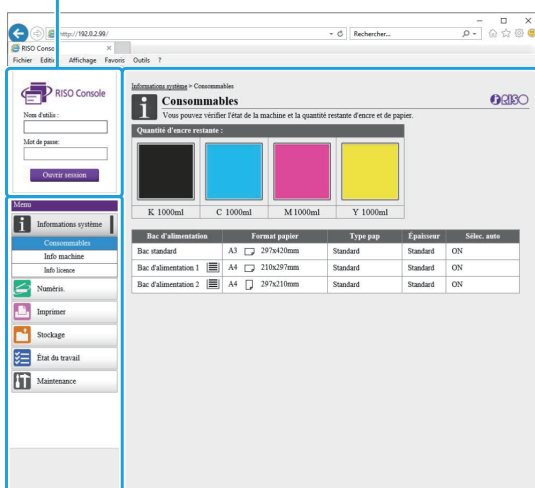 http://192.0.2.99/
Rechercher...
RISO Conso
Fichier Editi Affichage Favoris Outils ?
RISO Console
Nom d'utilis :
Mot de passe:
Ouvrir session
Menu
Informations système
Consommables
Info machine
Info licence
Numéris.
Imprimer
Stockage
État du travail
Maintenance
Informations système > Consommables
i Consommables
RISO
Vous pouvez vérifier l'état de la machine et la quantité restante d'encre et de papier.
Quantité d'encre restante :
K 1000ml C 1000ml M 1000ml Y 1000ml
Bac d'alimentation Format papier Type pap Épaisseur Sélec. auto
Bac standard A3 297x420mm Standard Standard ON
Bac d'alimentation 1 A4 210x297mm Standard Standard ON
Bac d'alimentation 2 A4 297x210mm Standard Standard ON